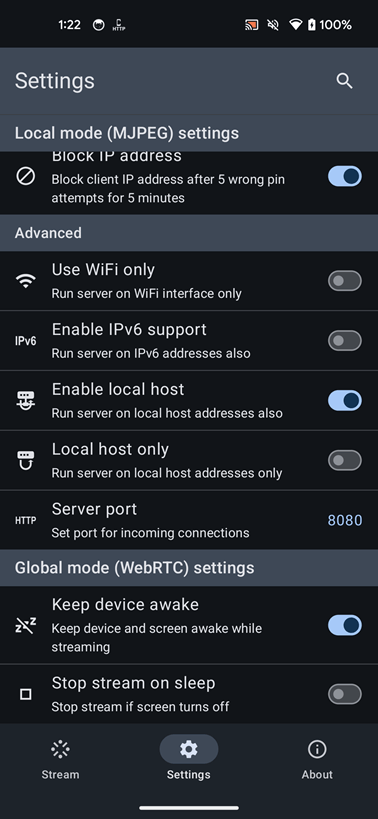 1:22
HTTP
100%
Settings
Local mode (MJPEG) settings
Block IP address
Block client IP address after 5 wrong pin
attempts for 5 minutes
Advanced
Use WiFi only
Run server on WiFi interface only
IPv6
Enable IPv6 support
Run server on IPv6 addresses also
Enable local host
Run server on local host addresses also
Local host only
Run server on local host addresses only
HTTP
Server port
8080
Set port for incoming connections
Global mode (WebRTC) settings
zzZ
Keep device awake
Keep device and screen awake while
streaming
Stop stream on sleep
Stop stream if screen turns off
Stream
Settings
About